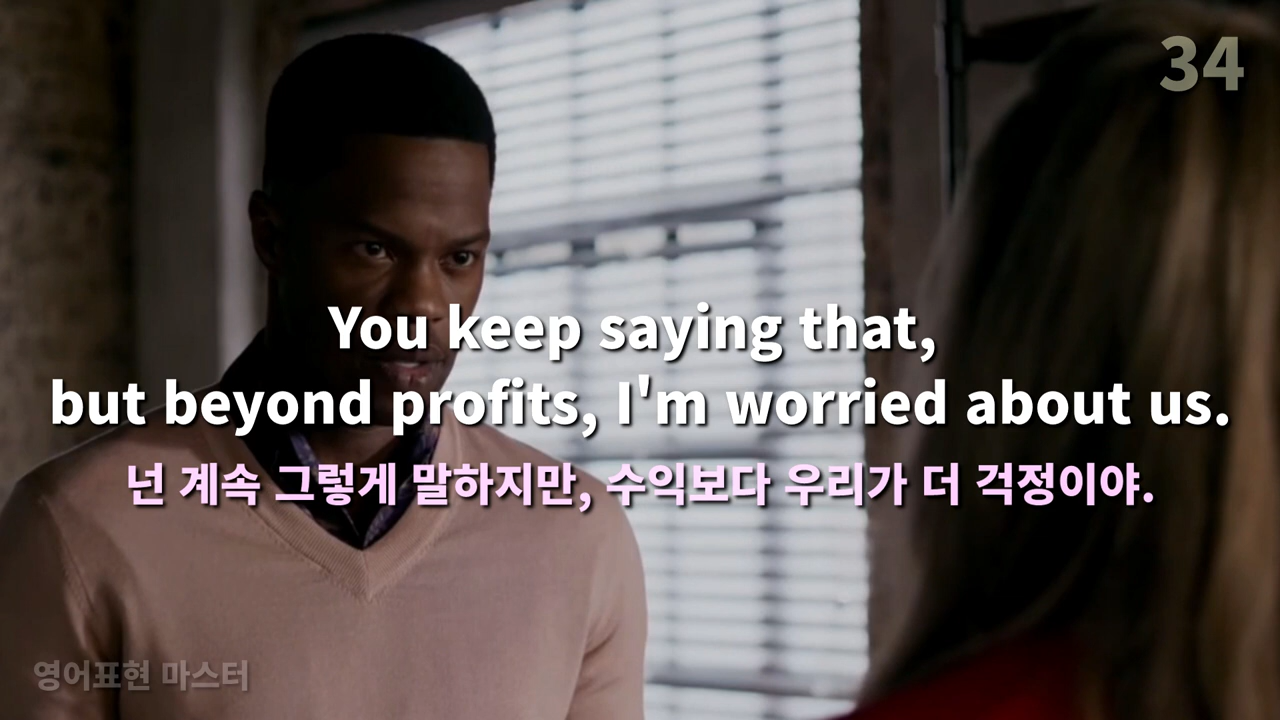 34
You keep saying that,
but beyond profits, I'm worried about us.
넌 계속 그렇게 말하지만, 수익보다 우리가 더 걱정이야.
영어표현 마스터